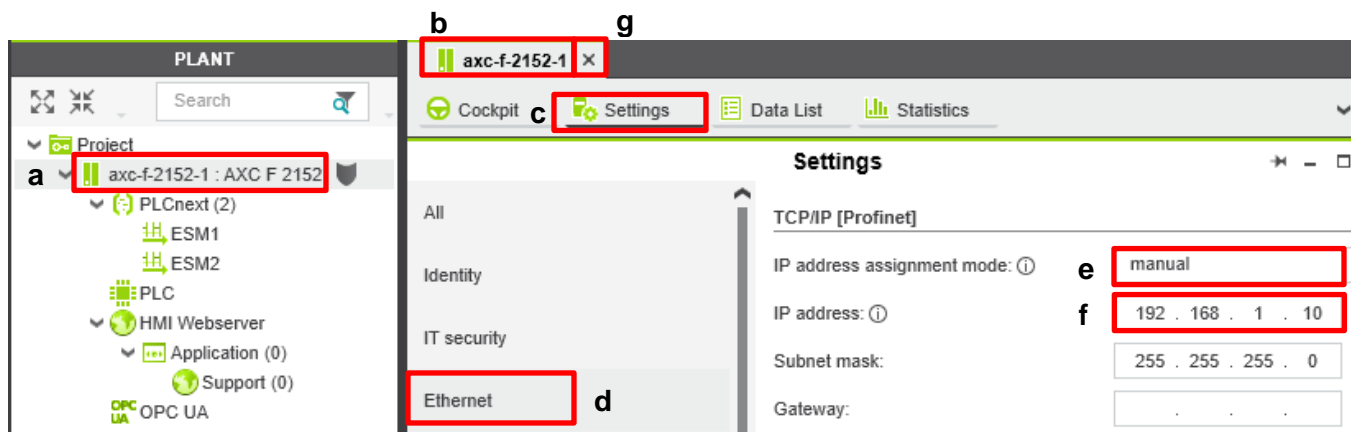 b g
PLANT
axc-f-2152-1 ×
Search
Cockpit c Settings Data List Statistics
Project
a axc-f-2152-1 : AXC F 2152
PLCnext (2)
ESM1
ESM2
PLC
HMI Webserver
Application (0)
Support (0)
OPC UA OPC UA
Settings
All
Identity
IT security
Ethernet d
TCP/IP [Profinet]
IP address assignment mode: e manual
IP address: f 192 . 168 . 1 . 10
Subnet mask: 255 . 255 . 255 . 0
Gateway: . . .